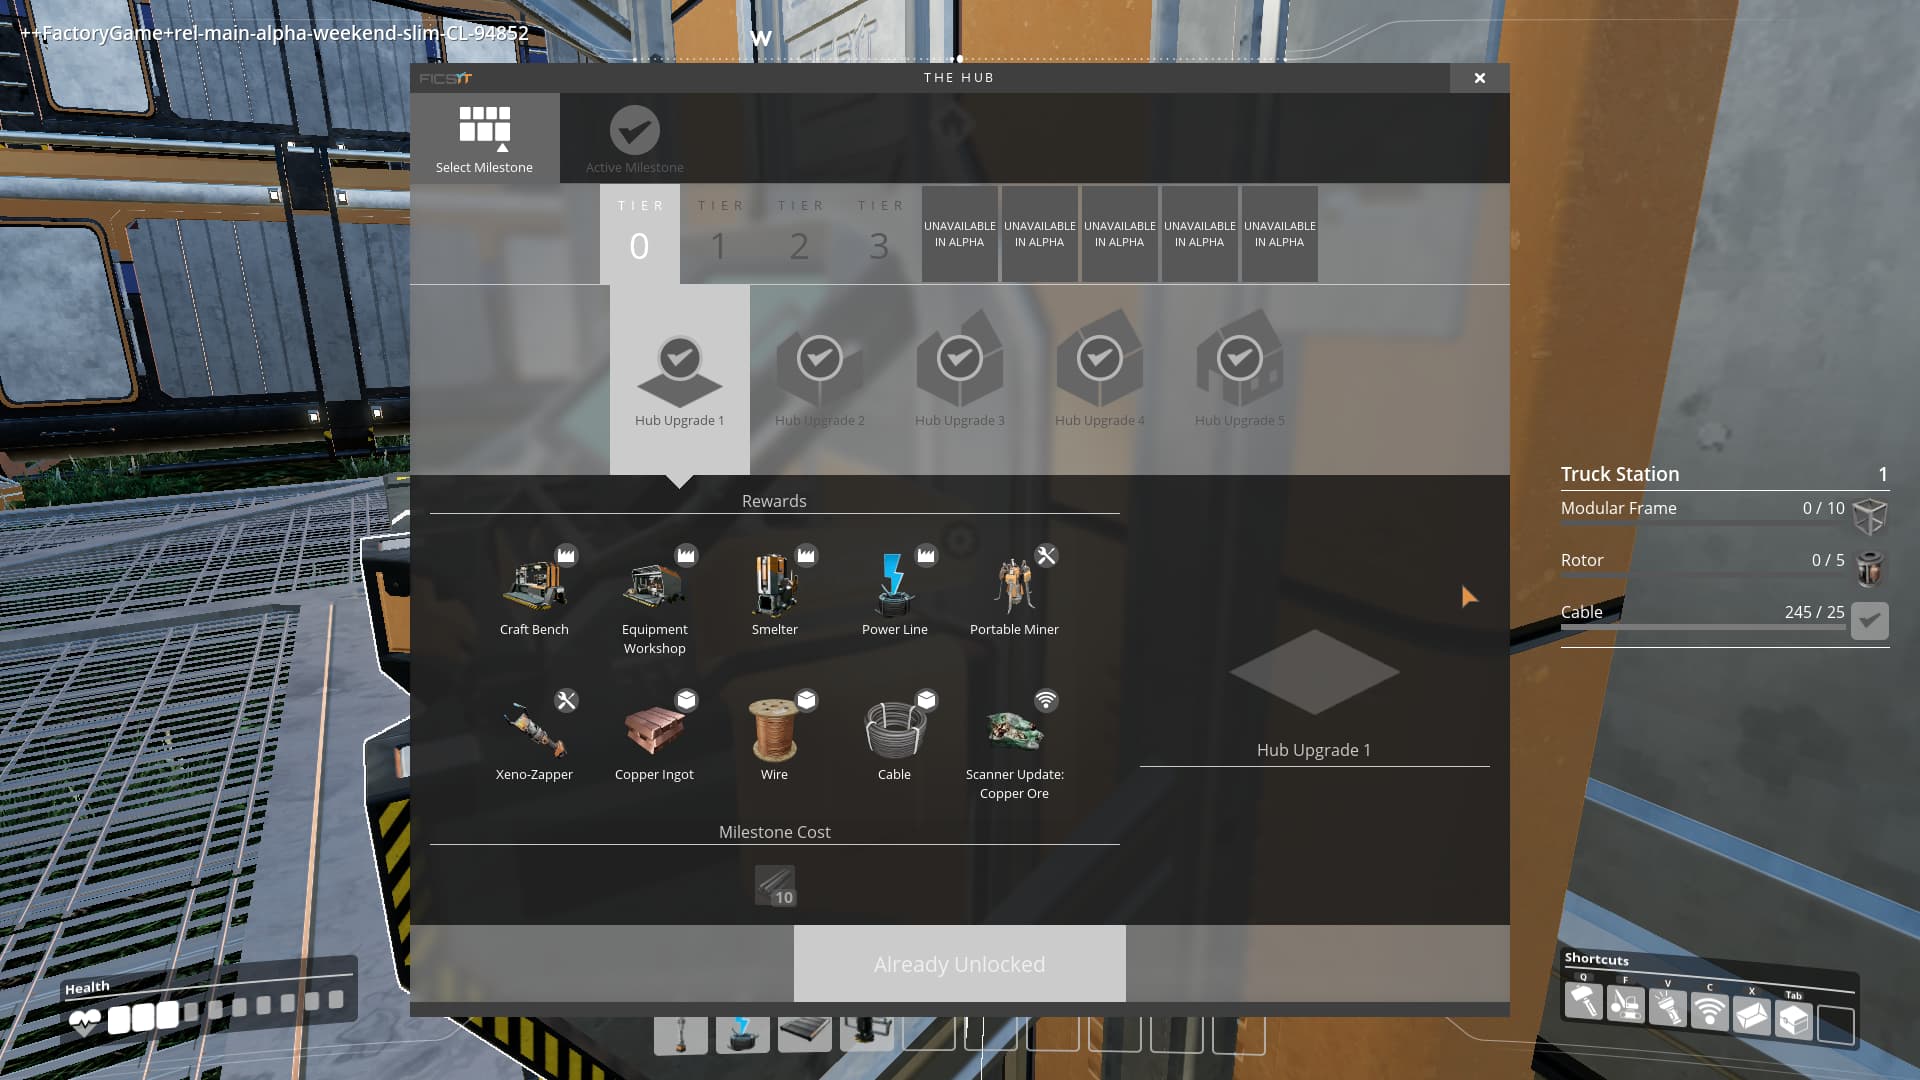 ++FactoryGame+rel-main-alpha-weekend-slim-CL-94852
W
FICSIT
THE HUB
Select Milestone
Active Milestone
TIER
0
TIER
1
TIER
2
TIER
3
UNAVAILABLE
IN ALPHA
UNAVAILABLE
IN ALPHA
UNAVAILABLE
IN ALPHA
UNAVAILABLE
IN ALPHA
UNAVAILABLE
IN ALPHA
Hub Upgrade 1
Hub Upgrade 2
Hub Upgrade 3
Hub Upgrade 4
Hub Upgrade 5
Rewards
Craft Bench
Equipment
Workshop
Smelter
Power Line
Portable Miner
Xeno-Zapper
Copper Ingot
Wire
Cable
Scanner Update:
Copper Ore
Milestone Cost
10
Hub Upgrade 1
Already Unlocked
Truck Station 1
Modular Frame 0 / 10
Rotor 0 / 5
Cable 245 / 25
Health
Shortcuts
Q F V C X Tab